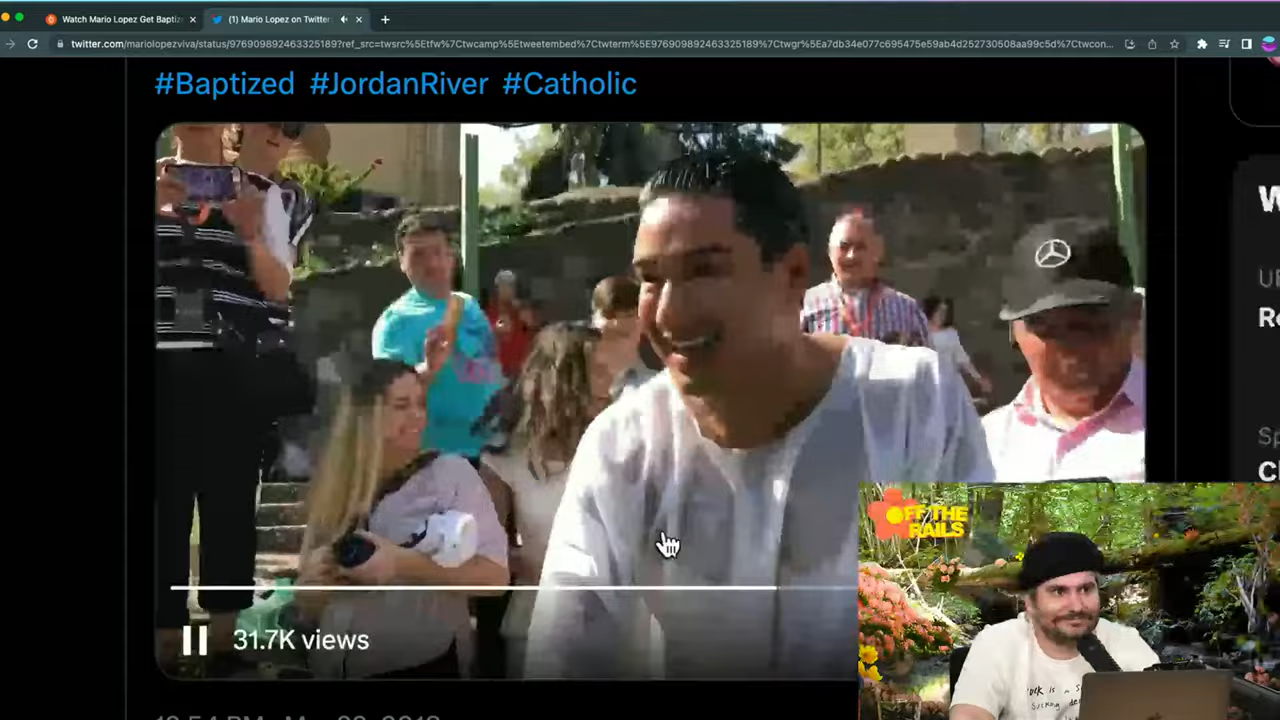 Watch Mario Lopez Get Baptiz
(1) Mario Lopez on Twitter
twitter.com/mariolopezviva/status/976909892463325189?ref_src=twsrc%5Etfw%7Ctwcamp%5Etweetembed%7Ctwterm%5E976909892463325189%7Ctwgr%5Ea7db34e077c695475e59ab4d252730508aa99c5d%7Ctwcon...
#Baptized #JordanRiver #Catholic
W
Re
31.7K views
OFF THE
RAILS